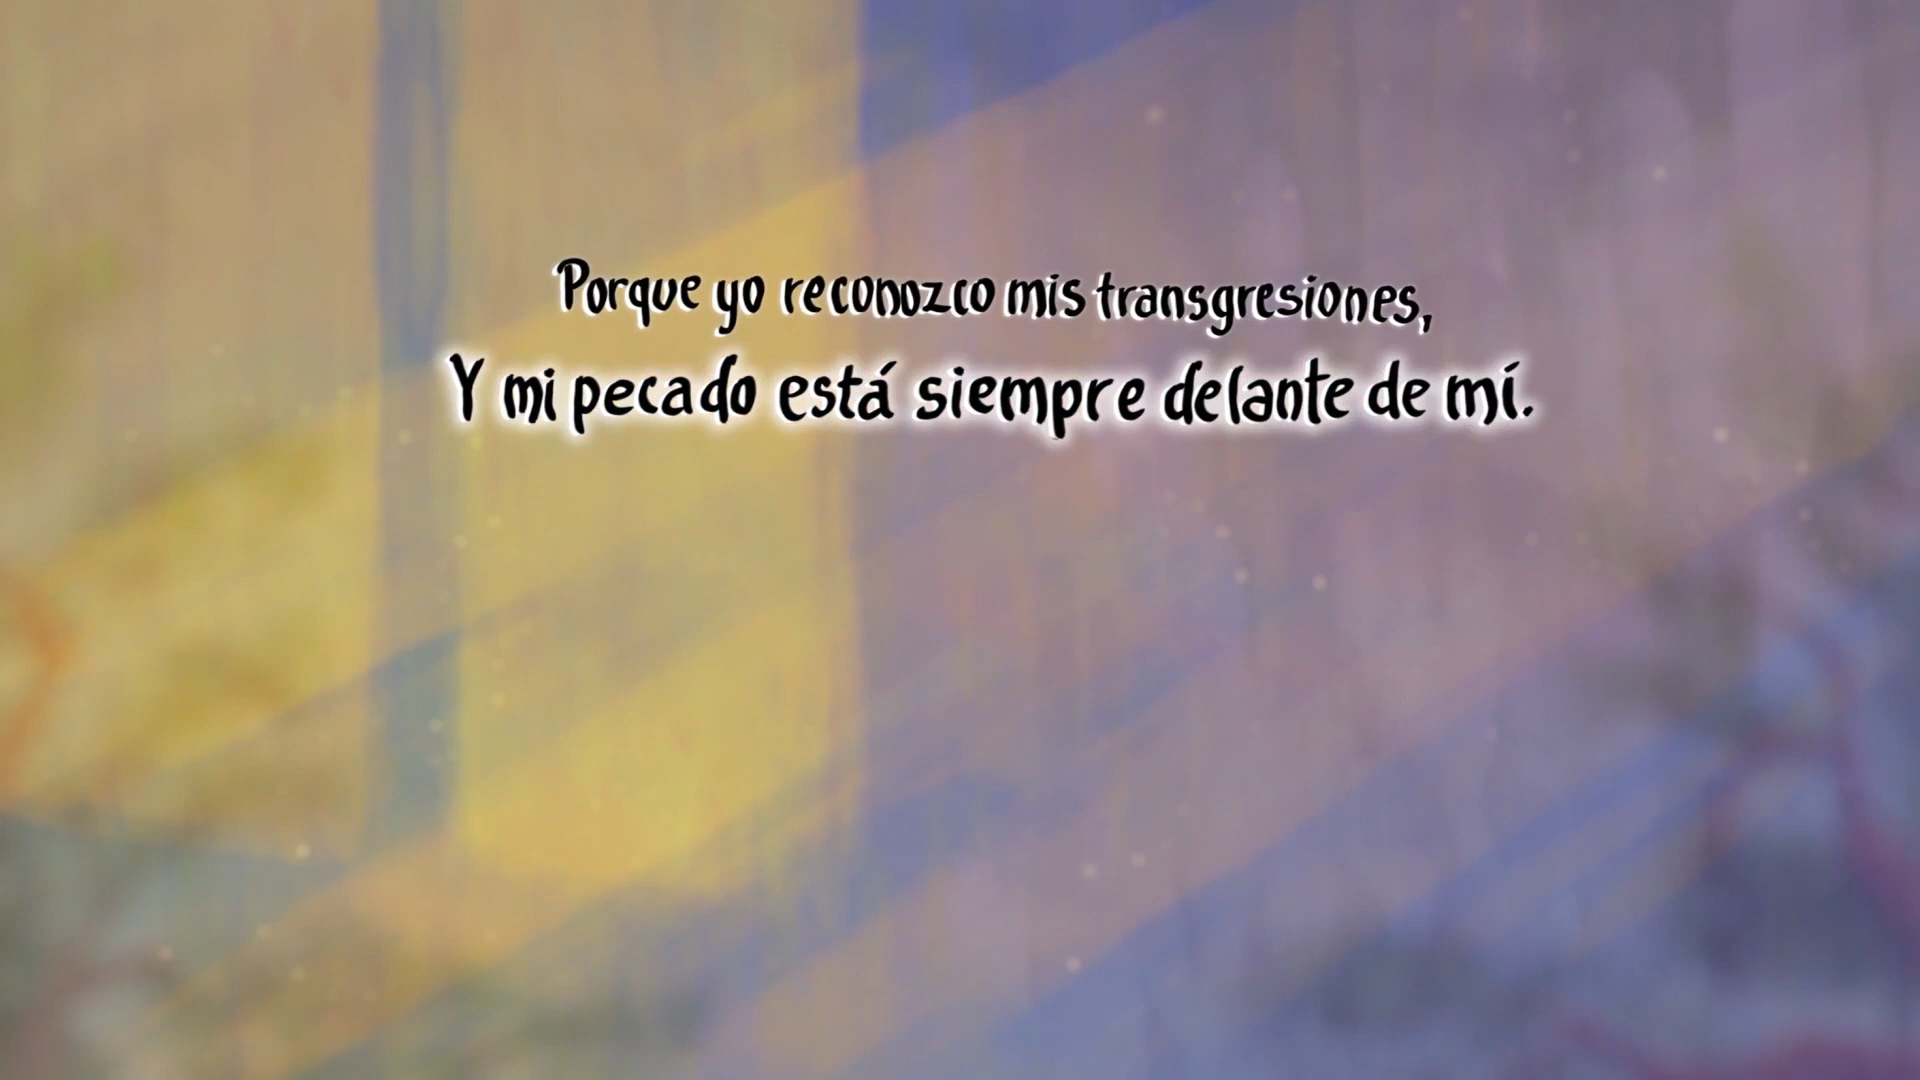 Porque yo reconozco mis transgresiones,
Y mi pecado está siempre delante de mí.